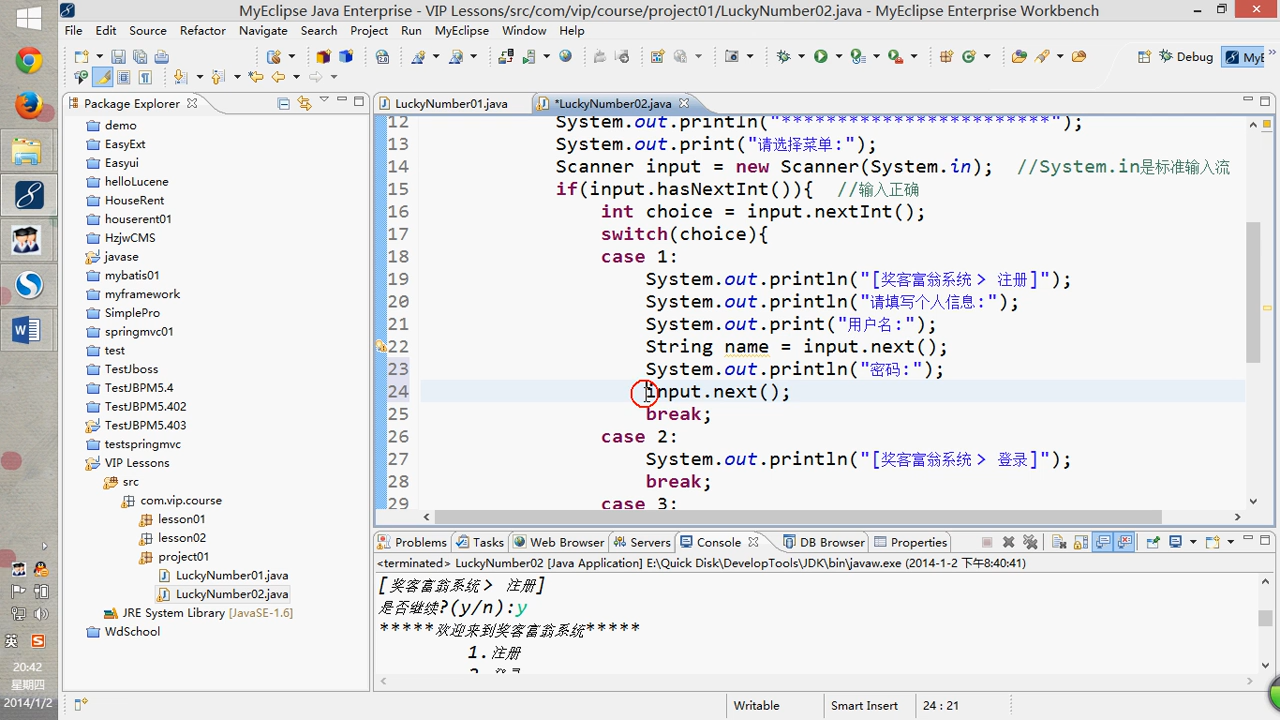 MyEclipse Java Enterprise - VIP Lessons/src/com/vip/course/project01/LuckyNumber02.java - MyEclipse Enterprise Workbench
File Edit Source Refactor Navigate Search Project Run MyEclipse Window Help
Debug MyE
Package Explorer
demo
EasyExt
Easyui
helloLucene
HouseRent
houserent01
HzjwCMS
javase
mybatis01
myframework
SimplePro
springmvc01
test
TestJboss
TestJBPM5.4
TestJBPM5.402
TestJBPM5.403
testspringmvc
VIP Lessons
src
com.vip.course
lesson01
lesson02
project01
LuckyNumber01.java
LuckyNumber02.java
JRE System Library [JavaSE-1.6]
WdSchool
LuckyNumber01.java *LuckyNumber02.java
12 System.out.println("************************");
13 System.out.print("请选择菜单:");
14 Scanner input = new Scanner(System.in); //System.in是标准输入流
15 if(input.hasNextInt()){ //输入正确
16 int choice = input.nextInt();
17 switch(choice){
18 case 1:
19 System.out.println("[奖客富翁系统 > 注册]");
20 System.out.println("请填写个人信息:");
21 System.out.print("用户名:");
22 String name = input.next();
23 System.out.println("密码:");
24 input.next();
25 break;
26 case 2:
27 System.out.println("[奖客富翁系统 > 登录]");
28 break;
29 case 3:
Problems Tasks Web Browser Servers Console DB Browser Properties
<terminated> LuckyNumber02 [Java Application] E:\Quick Disk\DevelopTools\JDK\bin\javaw.exe (2014-1-2 下午8:40:41)
[奖客富翁系统 > 注册]
是否继续?(y/n):y
*****欢迎来到奖客富翁系统*****
1.注册
2.登录
Writable Smart Insert 24 : 21
英
20:42
星期四
2014/1/2